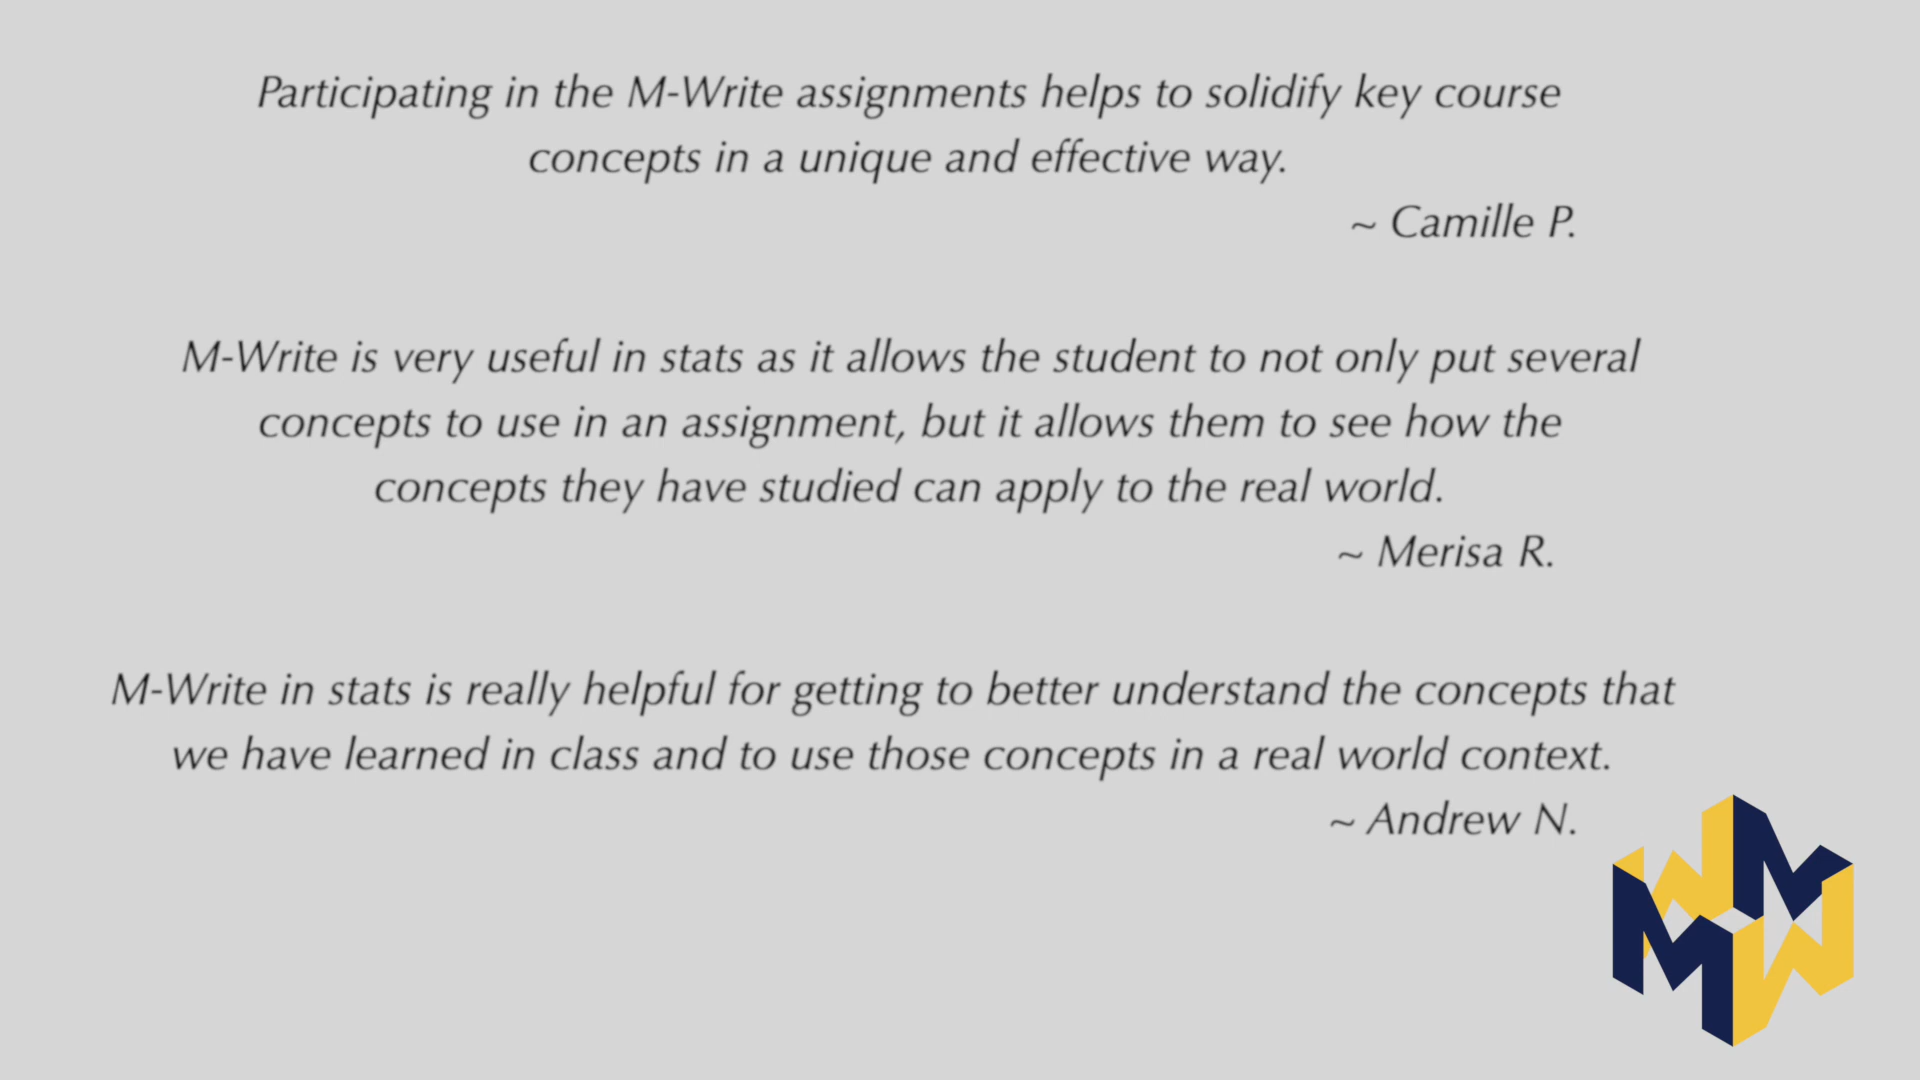 Participating in the M-Write assignments helps to solidify key course
concepts in a unique and effective way.
~ Camille P.
M-Write is very useful in stats as it allows the student to not only put several
concepts to use in an assignment, but it allows them to see how the
concepts they have studied can apply to the real world.
~ Merisa R.
M-Write in stats is really helpful for getting to better understand the concepts that
we have learned in class and to use those concepts in a real world context.
~ Andrew N.
W M
M W